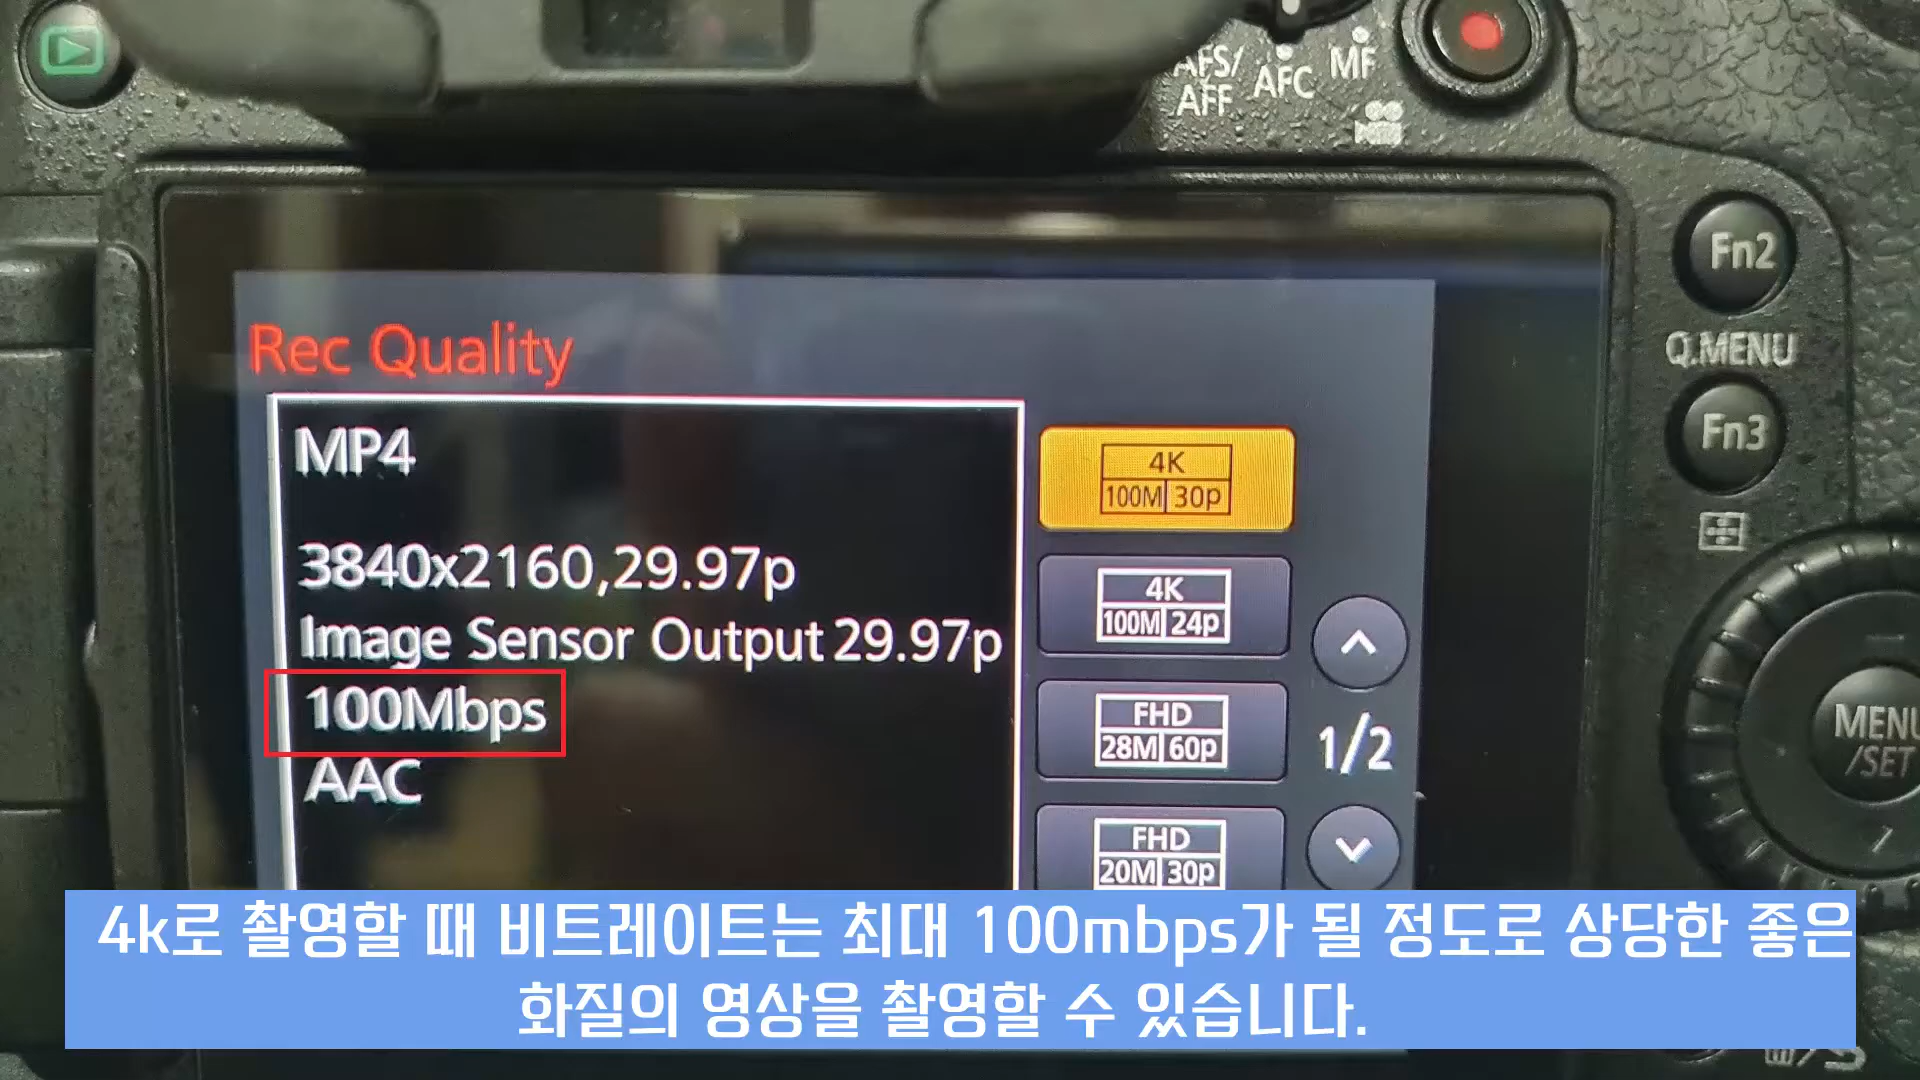 AFS/
AFF
AFC
MF
Fn2
Q.MENU
Fn3
MENU
/SET
Rec Quality
MP4
3840x2160,29.97p
Image Sensor Output 29.97p
100Mbps
AAC
4K
100M 30p
4K
100M 24p
FHD
28M 60p
FHD
20M 30p
1/2
4k로 촬영할 때 비트레이트는 최대 100mbps가 될 정도로 상당한 좋은
화질의 영상을 촬영할 수 있습니다.